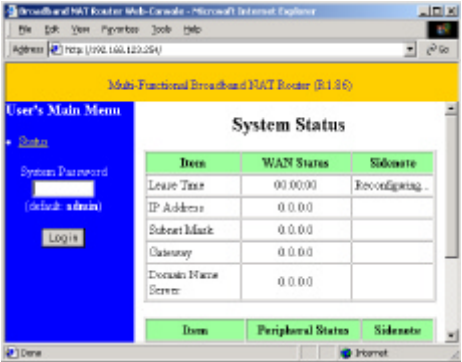 Broadband NAT Router Web-Console - Microsoft Internet Explorer
File Edit View Favorites Tools Help
Address http://192.168.123.254/ Go
Multi-Functional Broadband NAT Router (R1.86)
User's Main Menu
Status
System Password
(default: admin)
Login
System Status
Item WAN Status Sidenote
Lease Time 00:00:00 Reconfiguring...
IP Address 0.0.0.0
Subnet Mask 0.0.0.0
Gateway 0.0.0.0
Domain Name Server 0.0.0.0
Item Peripheral Status Sidenote
Done Internet